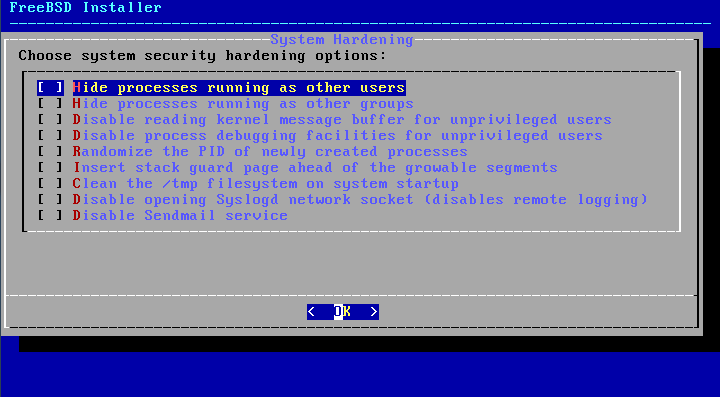 FreeBSD Installer
System Hardening
Choose system security hardening options:
[ ] Hide processes running as other users
[ ] Hide processes running as other groups
[ ] Disable reading kernel message buffer for unprivileged users
[ ] Disable process debugging facilities for unprivileged users
[ ] Randomize the PID of newly created processes
[ ] Insert stack guard page ahead of the growable segments
[ ] Clean the /tmp filesystem on system startup
[ ] Disable opening Syslogd network socket (disables remote logging)
[ ] Disable Sendmail service
< OK >